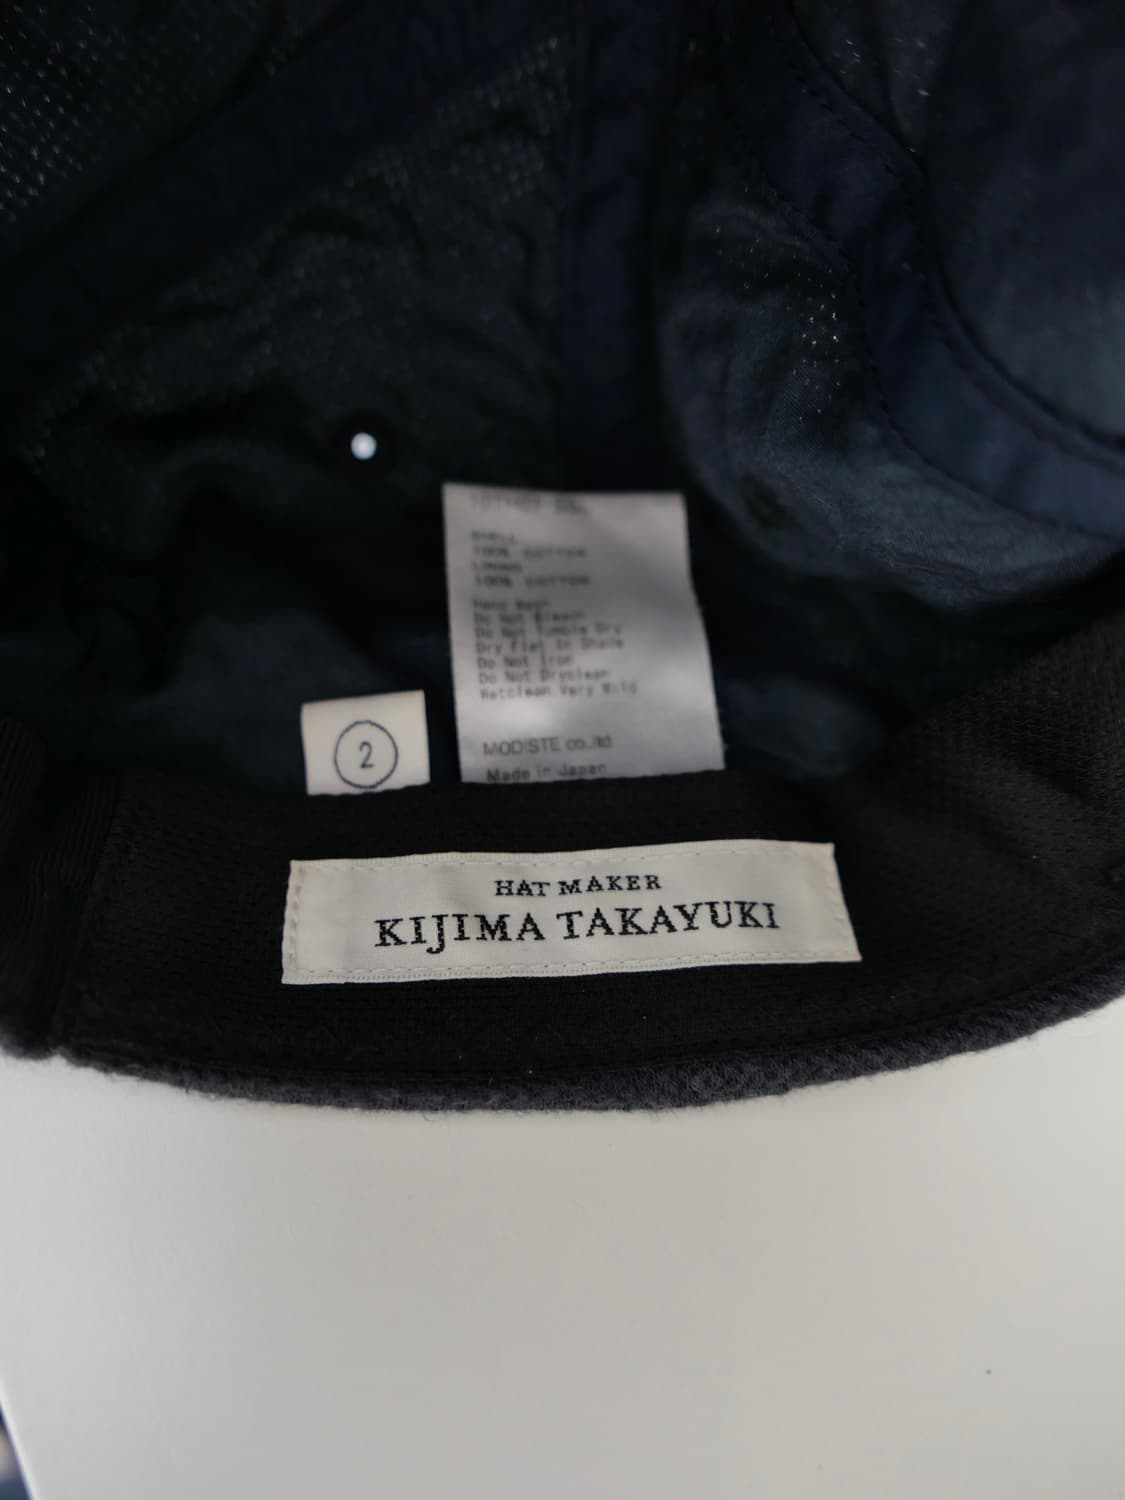 SHELL
100% COTTON
LINING
100% COTTON
Hand Wash
Do Not Bleach
Do Not Tumble Dry
Dry Flat In Shade
Do Not Iron
Do Not Dryclean
Wetclean Very Mild
MODISTE co.,ltd
Made in Japan
2
HAT MAKER
KIJIMA TAKAYUKI